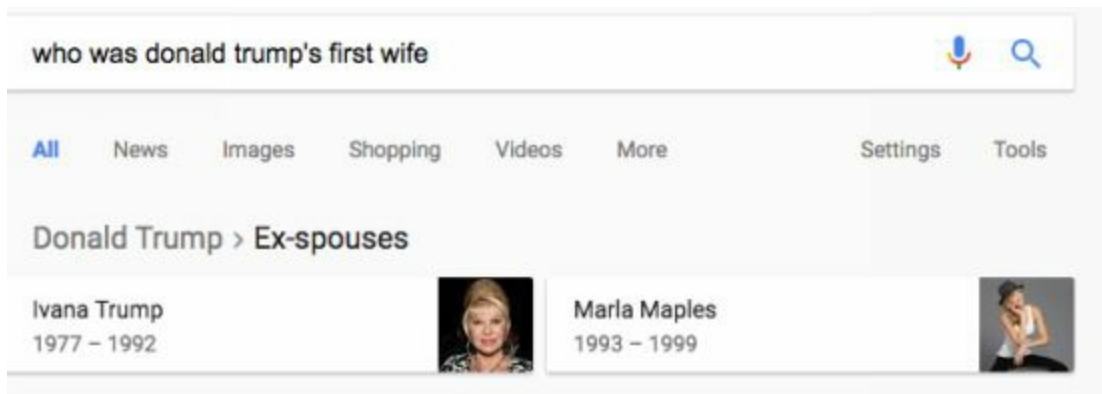 who was donald trump's first wife
All News Images Shopping Videos More Settings Tools
Donald Trump > Ex-spouses
Ivana Trump
1977 – 1992
Marla Maples
1993 – 1999